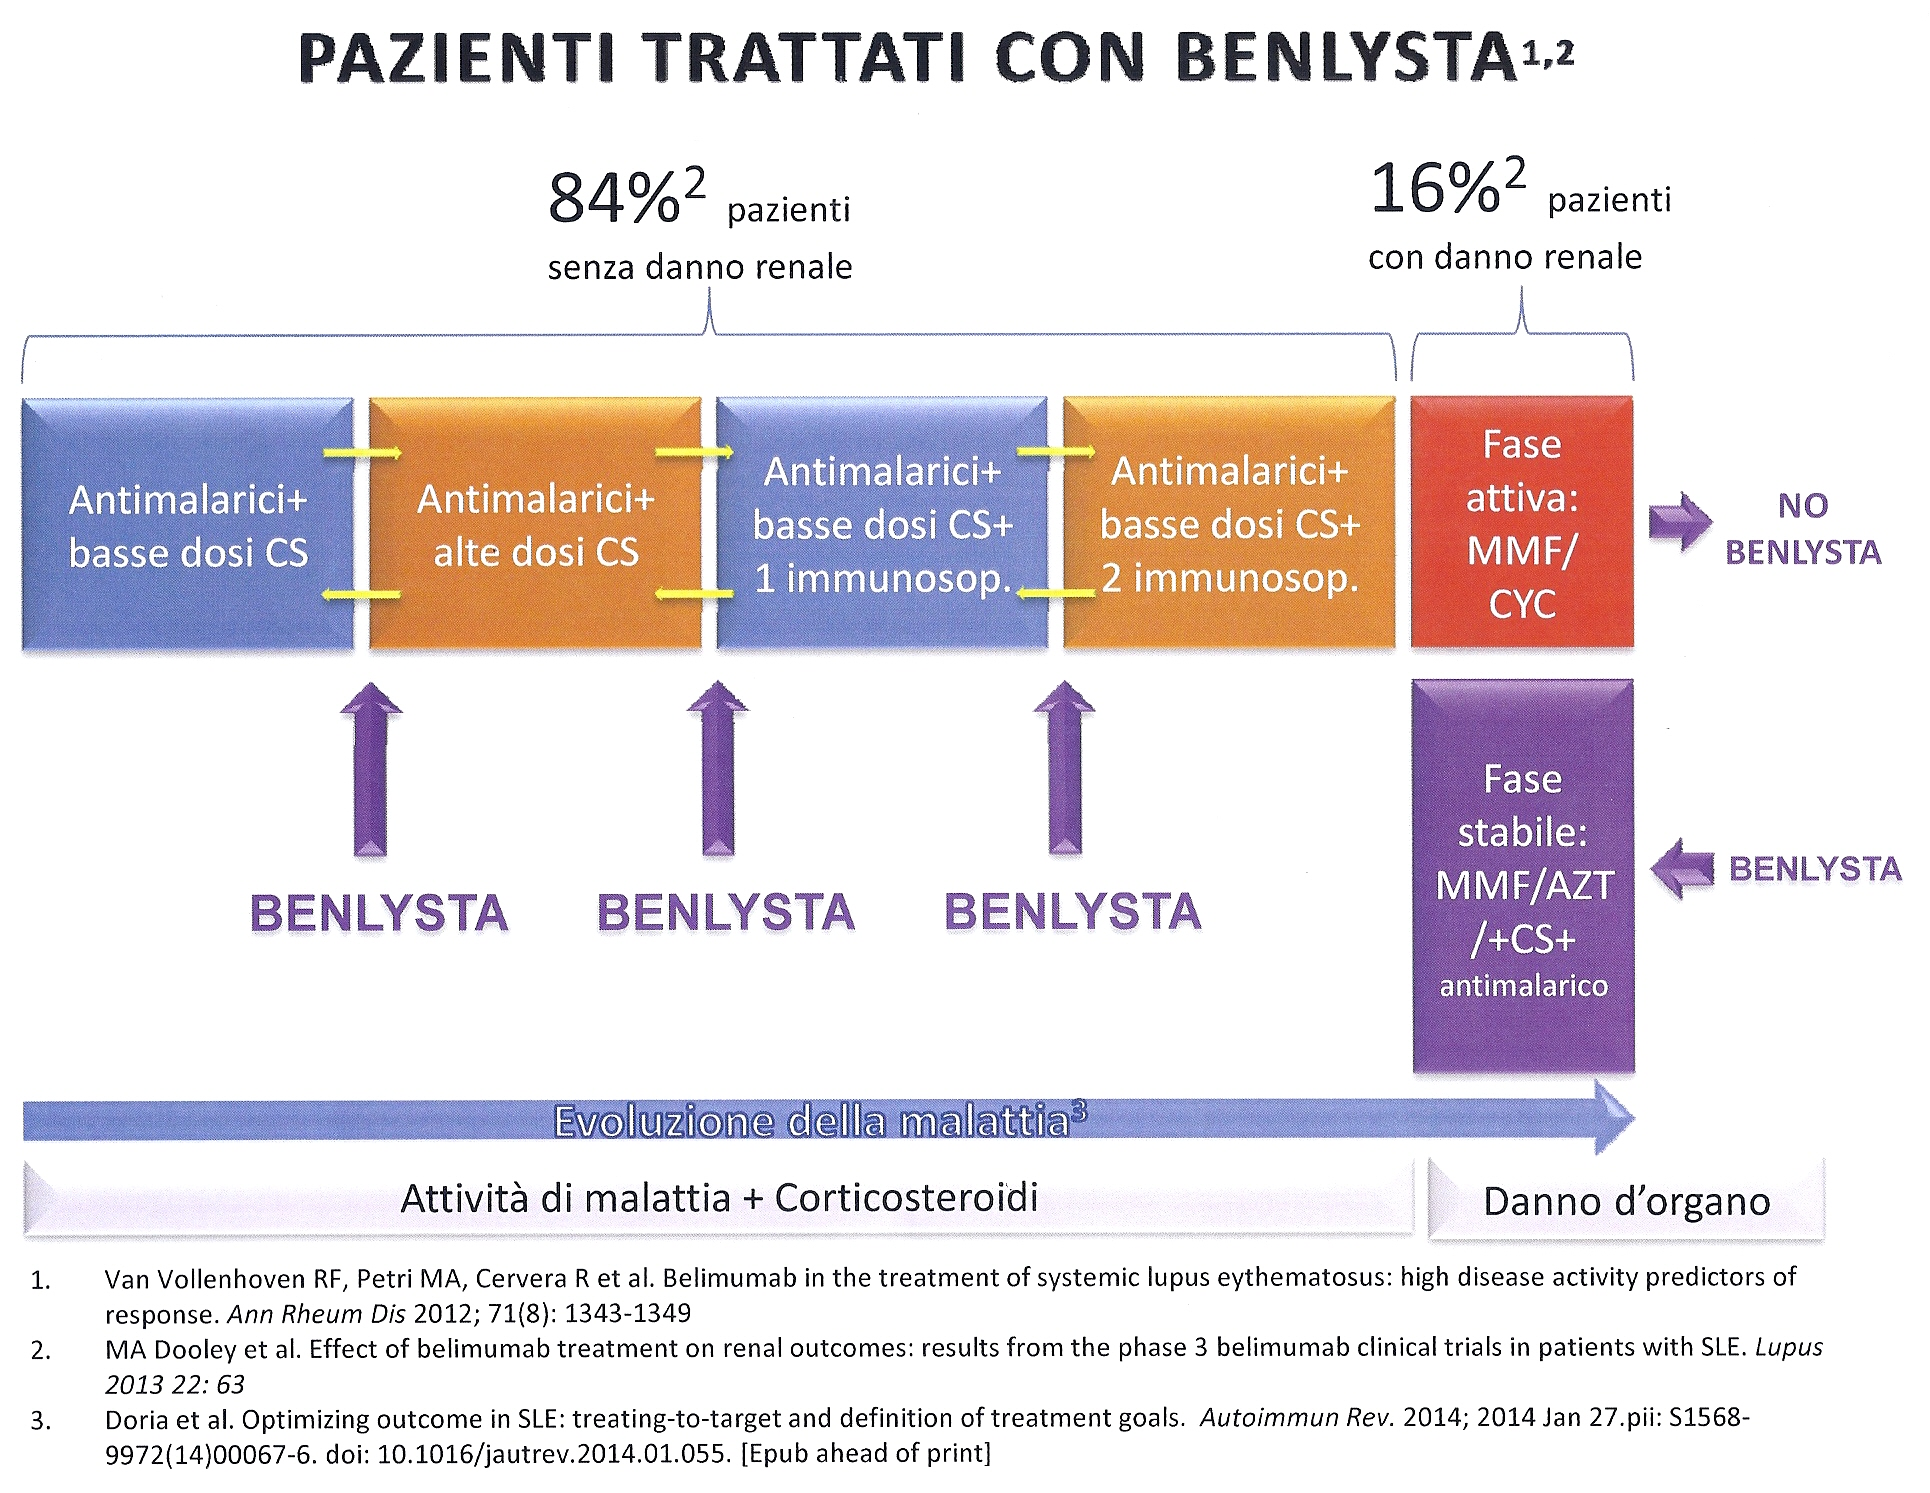 PAZIENTI TRATTATI CON BENLYSTA1,2
84%2 pazienti
senza danno renale
16%2 pazienti
con danno renale
Antimalarici+
basse dosi CS
Antimalarici+
alte dosi CS
Antimalarici+
basse dosi CS+
1 immunosop.
Antimalarici+
basse dosi CS+
2 immunosop.
Fase
attiva:
MMF/
CYC
NO
BENLYSTA
BENLYSTA
BENLYSTA
BENLYSTA
Fase
stabile:
MMF/AZT
/+CS+
antimalarico
BENLYSTA
Evoluzione della malattia3
Attività di malattia + Corticosteroidi
Danno d’organo
1. Van Vollenhoven RF, Petri MA, Cervera R et al. Belimumab in the treatment of systemic lupus eythematosus: high disease activity predictors of
response. Ann Rheum Dis 2012; 71(8): 1343-1349
2. MA Dooley et al. Effect of belimumab treatment on renal outcomes: results from the phase 3 belimumab clinical trials in patients with SLE. Lupus
2013 22: 63
3. Doria et al. Optimizing outcome in SLE: treating-to-target and definition of treatment goals. Autoimmun Rev. 2014; 2014 Jan 27.pii: S1568-
9972(14)00067-6. doi: 10.1016/jautrev.2014.01.055. [Epub ahead of print]